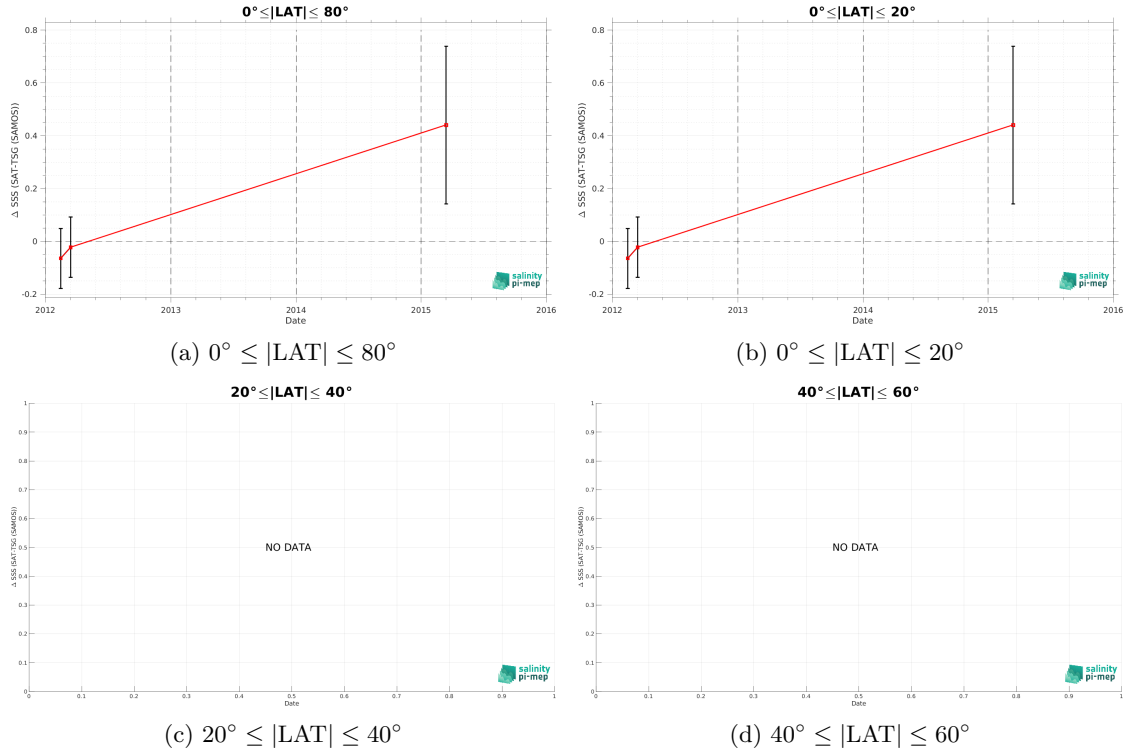 0°≤|LAT|≤ 80°
Δ SSS (SAT-TSG (SAMOS))
0.8
0.6
0.4
0.2
0
-0.2
2012 2013 2014 2015 2016
Date
salinity
pi-mep
(a) 0° ≤ |LAT| ≤ 80°
0°≤|LAT|≤ 20°
Δ SSS (SAT-TSG (SAMOS))
0.8
0.6
0.4
0.2
0
-0.2
2012 2013 2014 2015 2016
Date
salinity
pi-mep
(b) 0° ≤ |LAT| ≤ 20°
20°≤|LAT|≤ 40°
Δ SSS (SAT-TSG (SAMOS))
1
0.9
0.8
0.7
0.6
0.5
0.4
0.3
0.2
0.1
0
NO DATA
0 0.1 0.2 0.3 0.4 0.5 0.6 0.7 0.8 0.9 1
Date
salinity
pi-mep
(c) 20° ≤ |LAT| ≤ 40°
40°≤|LAT|≤ 60°
Δ SSS (SAT-TSG (SAMOS))
1
0.9
0.8
0.7
0.6
0.5
0.4
0.3
0.2
0.1
0
NO DATA
0 0.1 0.2 0.3 0.4 0.5 0.6 0.7 0.8 0.9 1
Date
salinity
pi-mep
(d) 40° ≤ |LAT| ≤ 60°